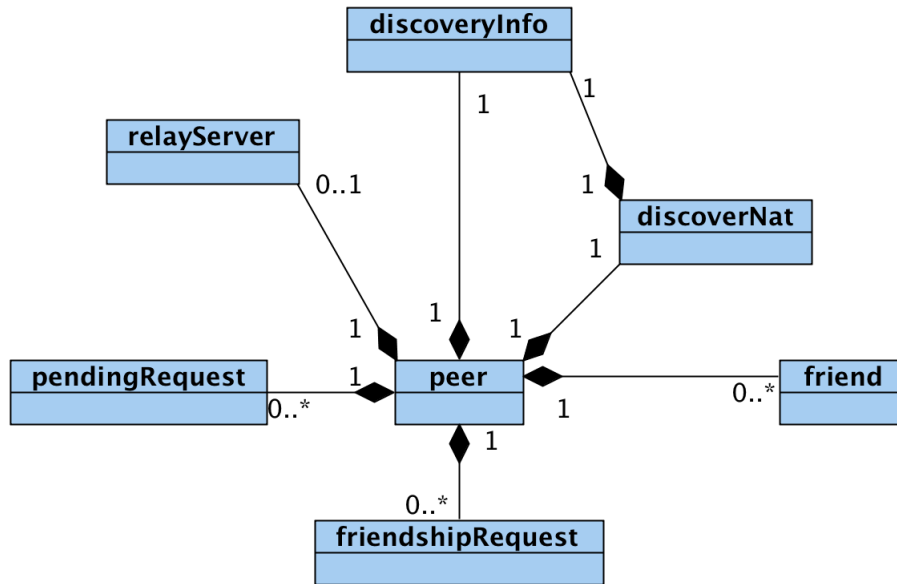 discoveryInfo
1
1
relayServer
0..1
1
discoverNat
1
1
1
1
pendingRequest
1
peer
friend
0..*
1
0..*
1
0..*
friendshipRequest